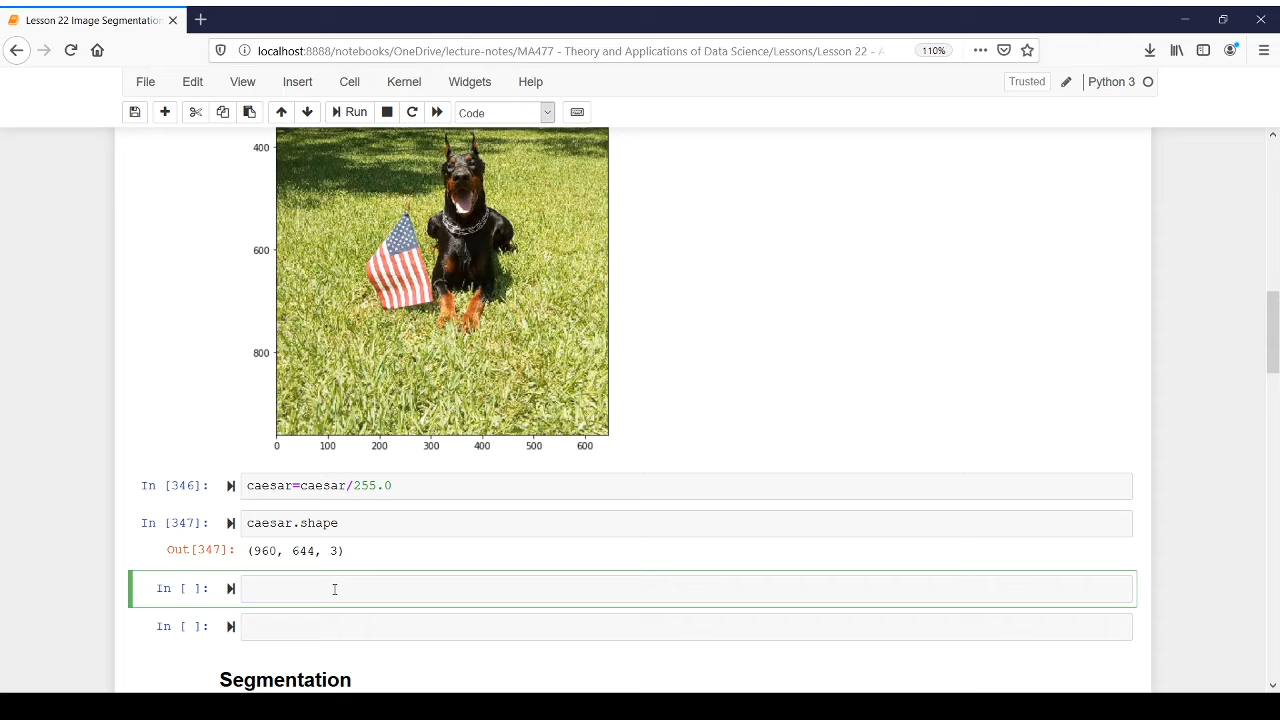 Lesson 22 Image Segmentation
localhost:8888/notebooks/OneDrive/lecture-notes/MA477 - Theory and Applications of Data Science/Lessons/Lesson 22 - A
110%
File Edit View Insert Cell Kernel Widgets Help
Trusted Python 3
Run Code
400
600
800
0 100 200 300 400 500 600
In [346]: caesar=caesar/255.0
In [347]: caesar.shape
Out[347]: (960, 644, 3)
In [ ]:
In [ ]:
Segmentation